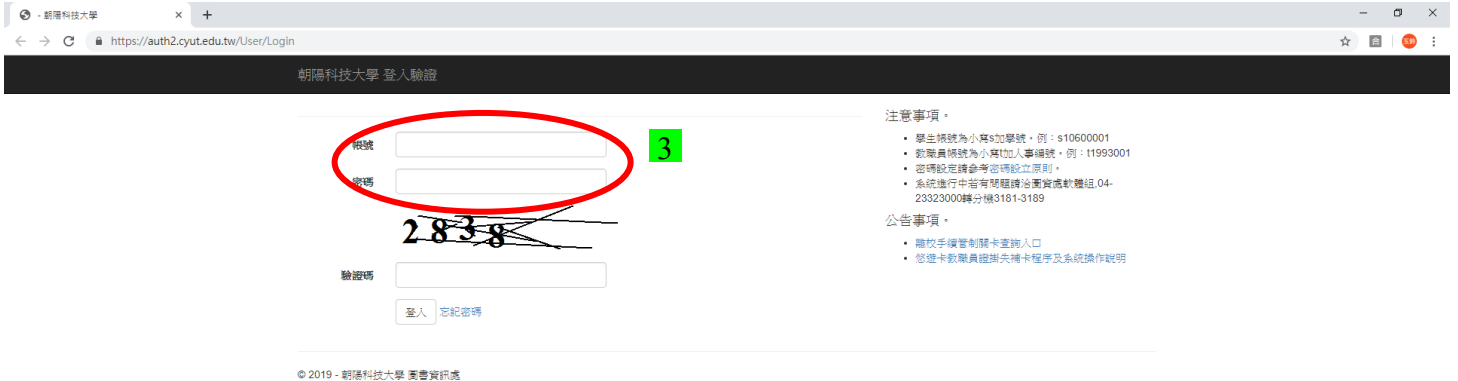 - 朝陽科技大學
https://auth2.cyut.edu.tw/User/Login
朝陽科技大學 登入驗證
帳號
密碼
3
2838
驗證碼
登入 忘記密碼
注意事項。
學生帳號為小寫s加學號。例：s10600001
教職員帳號為小寫t加人事編號。例：t1993001
密碼設定請參考密碼設立原則。
系統進行中若有問題請洽圖資處軟體組,04-
23323000轉分機3181-3189
公告事項。
離校手續管制關卡查詢入口
悠遊卡教職員證掛失補卡程序及系統操作說明
© 2019 - 朝陽科技大學 圖書資訊處